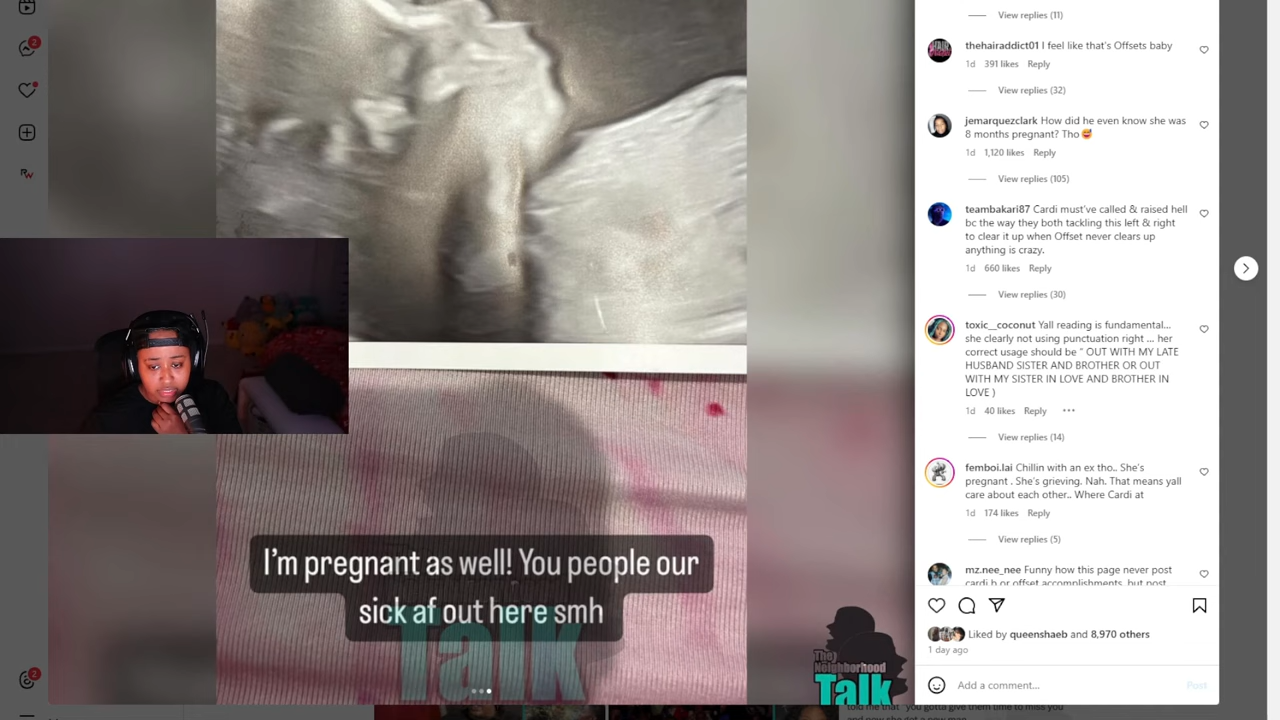 2
RW
2
I'm pregnant as well! You people our
sick af out here smh
Talk
The
Neighborhood
Talk
View replies (11)
thehairaddict01 I feel like that's Offsets baby
1d 391 likes Reply
View replies (32)
jemarquezclark How did he even know she was
8 months pregnant? Tho😅
1d 1,120 likes Reply
View replies (105)
teambakari87 Cardi must've called & raised hell
bc the way they both tackling this left & right
to clear it up when Offset never clears up
anything is crazy.
1d 660 likes Reply
View replies (30)
toxic__coconut Yall reading is fundamental...
she clearly not using punctuation right ... her
correct usage should be " OUT WITH MY LATE
HUSBAND SISTER AND BROTHER OR OUT
WITH MY SISTER IN LOVE AND BROTHER IN
LOVE )
1d 40 likes Reply ...
View replies (14)
femboi.lai Chillin with an ex tho.. She's
pregnant . She's grieving. Nah. That means yall
care about each other.. Where Cardi at
1d 174 likes Reply
View replies (5)
mz.nee_nee Funny how this page never post
cardi b or offset accomplishments, but post
Liked by queenshaeb and 8,970 others
1 day ago
Add a comment...
Post